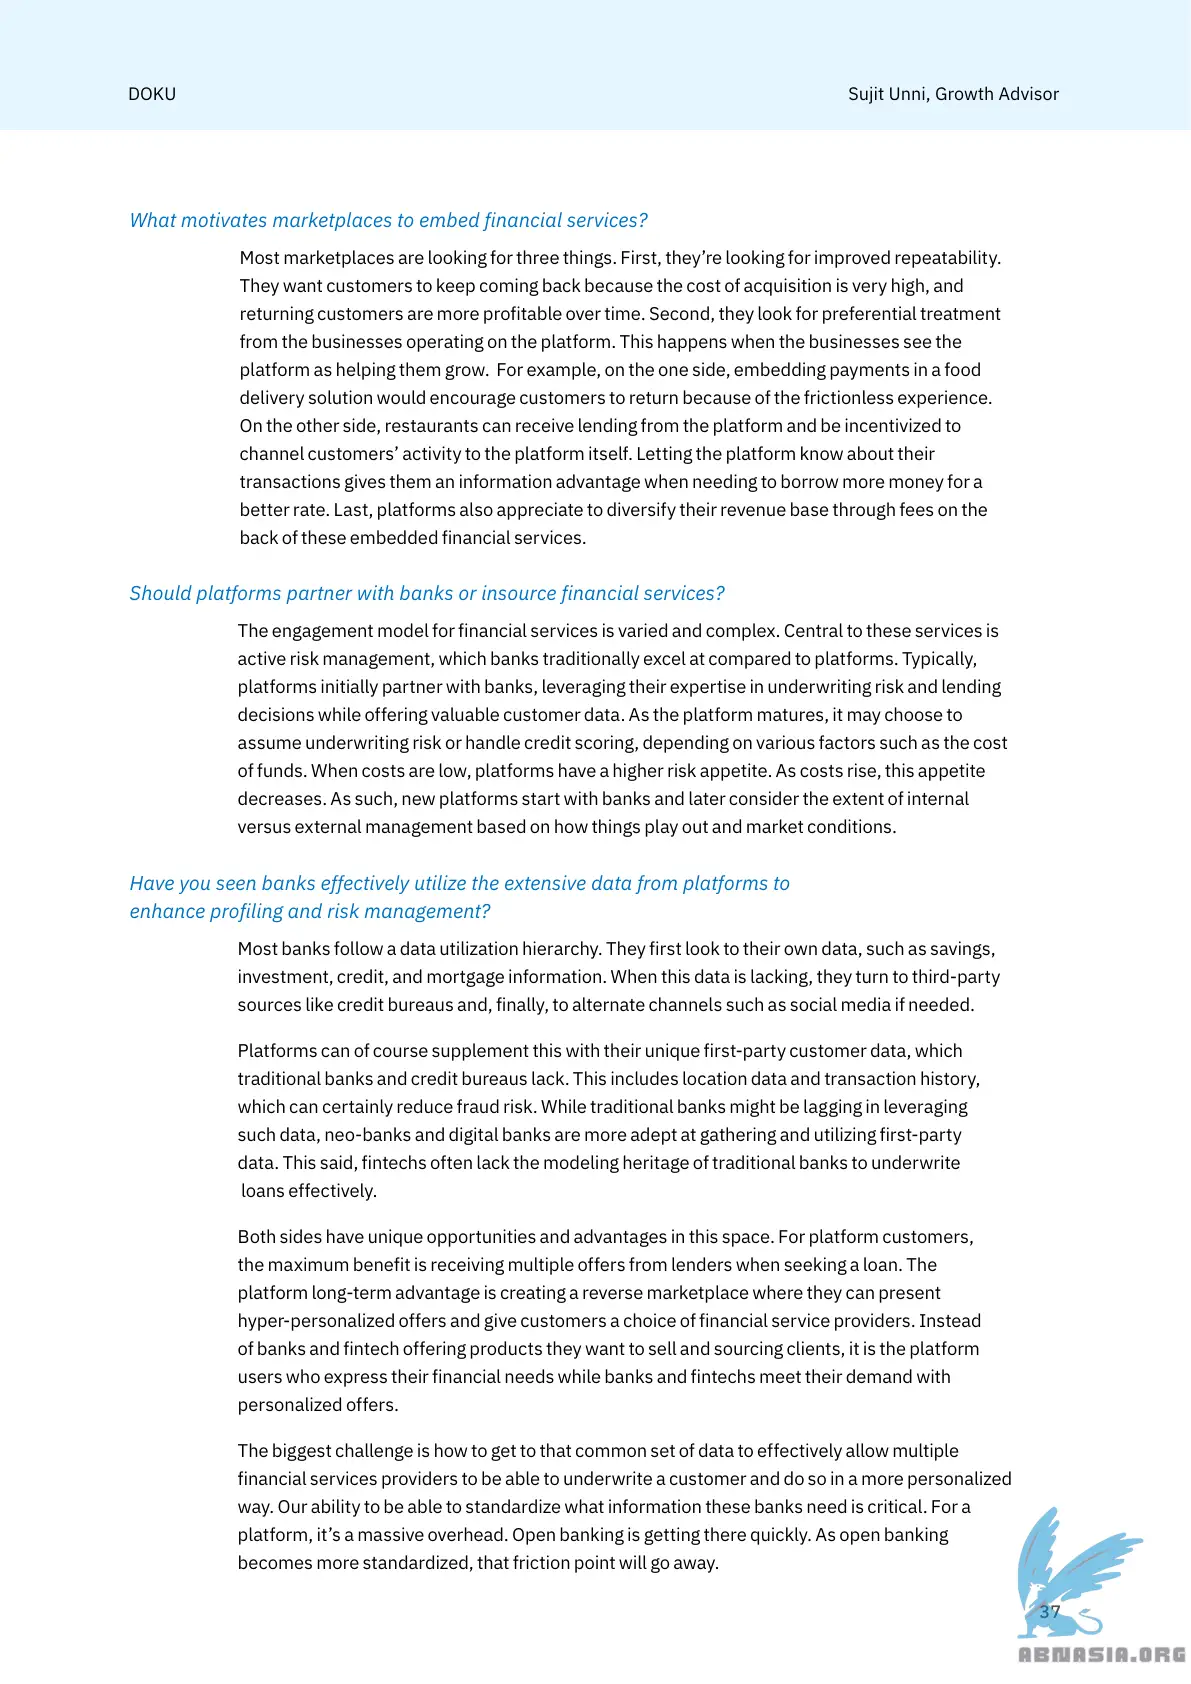 DOKU
Sujit Unni, Growth Advisor
What motivates marketplaces to embed financial services?
Most marketplaces are looking for three things. First, they’re looking for improved repeatability.
They want customers to keep coming back because the cost of acquisition is very high, and
returning customers are more profitable over time. Second, they look for preferential treatment
from the businesses operating on the platform. This happens when the businesses see the
platform as helping them grow.  For example, on the one side, embedding payments in a food
delivery solution would encourage customers to return because of the frictionless experience.
On the other side, restaurants can receive lending from the platform and be incentivized to
channel customers’ activity to the platform itself. Letting the platform know about their
transactions gives them an information advantage when needing to borrow more money for a
better rate. Last, platforms also appreciate to diversify their revenue base through fees on the
back of these embedded financial services.
Should platforms partner with banks or insource financial services?
The engagement model for financial services is varied and complex. Central to these services is
active risk management, which banks traditionally excel at compared to platforms. Typically,
platforms initially partner with banks, leveraging their expertise in underwriting risk and lending
decisions while offering valuable customer data. As the platform matures, it may choose to
assume underwriting risk or handle credit scoring, depending on various factors such as the cost
of funds. When costs are low, platforms have a higher risk appetite. As costs rise, this appetite
decreases. As such, new platforms start with banks and later consider the extent of internal
versus external management based on how things play out and market conditions.
Have you seen banks effectively utilize the extensive data from platforms to
enhance profiling and risk management?
Most banks follow a data utilization hierarchy. They first look to their own data, such as savings,
investment, credit, and mortgage information. When this data is lacking, they turn to third-party
sources like credit bureaus and, finally, to alternate channels such as social media if needed.
Platforms can of course supplement this with their unique first-party customer data, which
traditional banks and credit bureaus lack. This includes location data and transaction history,
which can certainly reduce fraud risk. While traditional banks might be lagging in leveraging
such data, neo-banks and digital banks are more adept at gathering and utilizing first-party
data. This said, fintechs often lack the modeling heritage of traditional banks to underwrite
loans effectively.
Both sides have unique opportunities and advantages in this space. For platform customers,
the maximum benefit is receiving multiple offers from lenders when seeking a loan. The
platform long-term advantage is creating a reverse marketplace where they can present
hyper-personalized offers and give customers a choice of financial service providers. Instead
of banks and fintech offering products they want to sell and sourcing clients, it is the platform
users who express their financial needs while banks and fintechs meet their demand with
personalized offers.
The biggest challenge is how to get to that common set of data to effectively allow multiple
financial services providers to be able to underwrite a customer and do so in a more personalized
way. Our ability to be able to standardize what information these banks need is critical. For a
platform, it’s a massive overhead. Open banking is getting there quickly. As open banking
becomes more standardized, that friction point will go away.
37
ABNASIA.ORG